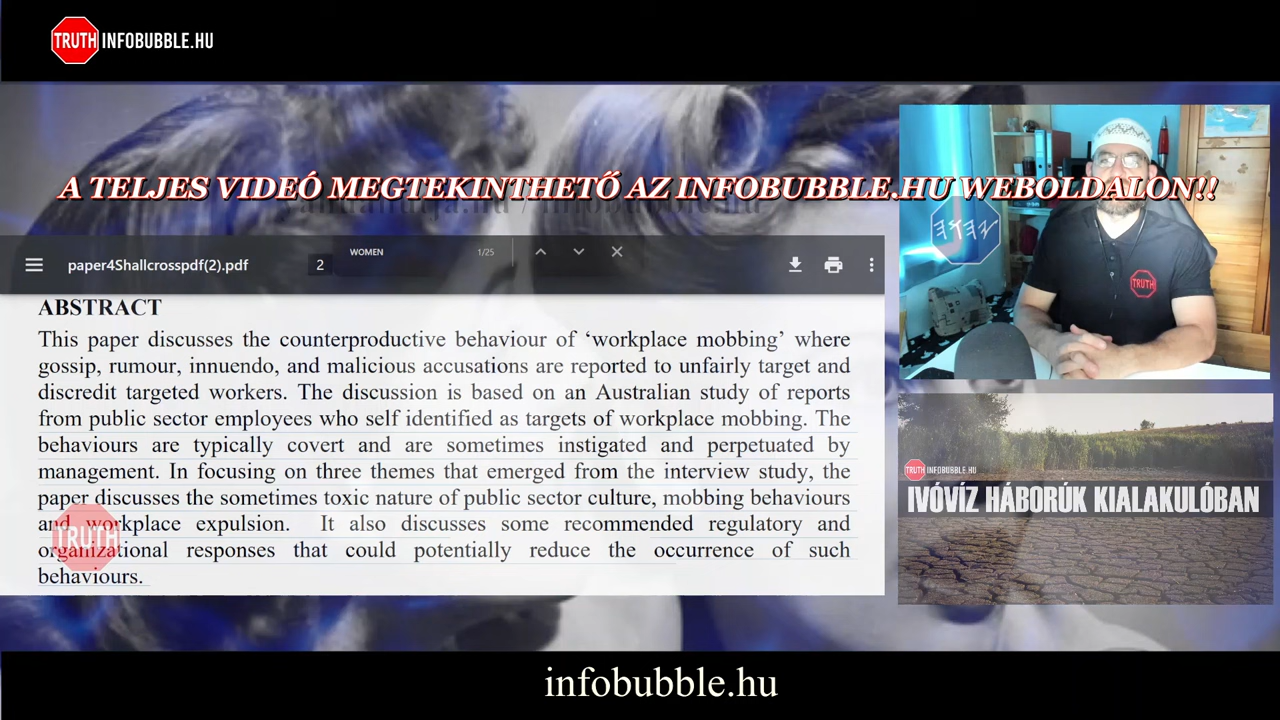 TRUTH INFOBUBBLE.HU
A TELJES VIDEÓ MEGTEKINTHETŐ AZ INFOBUBBLE.HU WEBOLDALON!!
/ infobubble.hu
paper4Shallcrosspdf(2).pdf
2
WOMEN
1/25
ABSTRACT
This paper discusses the counterproductive behaviour of ‘workplace mobbing’ where
gossip, rumour, innuendo, and malicious accusations are reported to unfairly target and
discredit targeted workers. The discussion is based on an Australian study of reports
from public sector employees who self identified as targets of workplace mobbing. The
behaviours are typically covert and are sometimes instigated and perpetuated by
management. In focusing on three themes that emerged from the interview study, the
paper discusses the sometimes toxic nature of public sector culture, mobbing behaviours
and workplace expulsion. It also discusses some recommended regulatory and
organizational responses that could potentially reduce the occurrence of such
behaviours.
TRUTH
TRUTH
TRUTH INFOBUBBLE.HU
IVÓVÍZ HÁBORÚK KIALAKULÓBAN
infobubble.hu